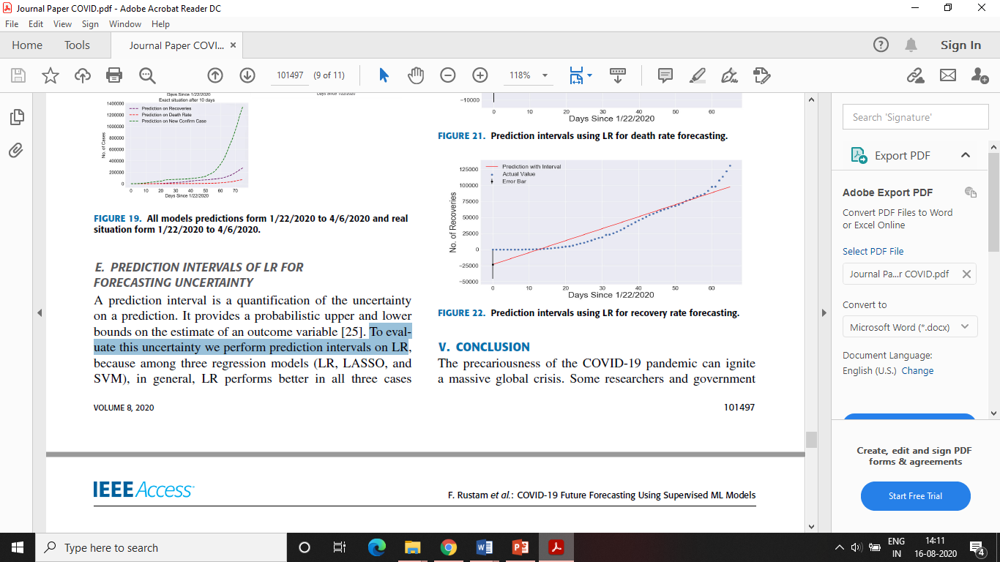 Journal Paper COVID.pdf - Adobe Acrobat Reader DC
File Edit View Sign Window Help
Home Tools Journal Paper COVI... × Sign In
101497 (9 of 11) 118%
Days Since 1/22/2020
Exact situation after 10 days
1400000
1200000
1000000
800000
600000
400000
200000
0
No. of Cases
Prediction on Recoveries
Prediction on Death Rate
Prediction on New Confirm Case
0 10 20 30 40 50 60 70
Days Since 1/22/2020
Days Since 1/22/2020
FIGURE 19. All models predictions form 1/22/2020 to 4/6/2020 and real
situation form 1/22/2020 to 4/6/2020.
E. PREDICTION INTERVALS OF LR FOR
FORECASTING UNCERTAINTY
A prediction interval is a quantification of the uncertainty
on a prediction. It provides a probabilistic upper and lower
bounds on the estimate of an outcome variable [25]. To eval-
uate this uncertainty we perform prediction intervals on LR,
because among three regression models (LR, LASSO, and
SVM), in general, LR performs better in all three cases
−10000
0 10 20 30 40 50 60
Days Since 1/22/2020
FIGURE 21. Prediction intervals using LR for death rate forecasting.
Prediction with Interval
Actual Value
Error Bar
125000
100000
75000
50000
25000
0
−25000
−50000
No. of Recoveries
0 10 20 30 40 50 60
Days Since 1/22/2020
FIGURE 22. Prediction intervals using LR for recovery rate forecasting.
V. CONCLUSION
The precariousness of the COVID-19 pandemic can ignite
a massive global crisis. Some researchers and government
VOLUME 8, 2020
101497
IEEE Access
F. Rustam et al.: COVID-19 Future Forecasting Using Supervised ML Models
Search 'Signature'
Export PDF
Adobe Export PDF
Convert PDF Files to Word
or Excel Online
Select PDF File
Journal Pa...r COVID.pdf
Convert to
Microsoft Word (*.docx)
Document Language:
English (U.S.) Change
Create, edit and sign PDF
forms & agreements
Start Free Trial
Type here to search
ENG
IN
14:11
16-08-2020
4